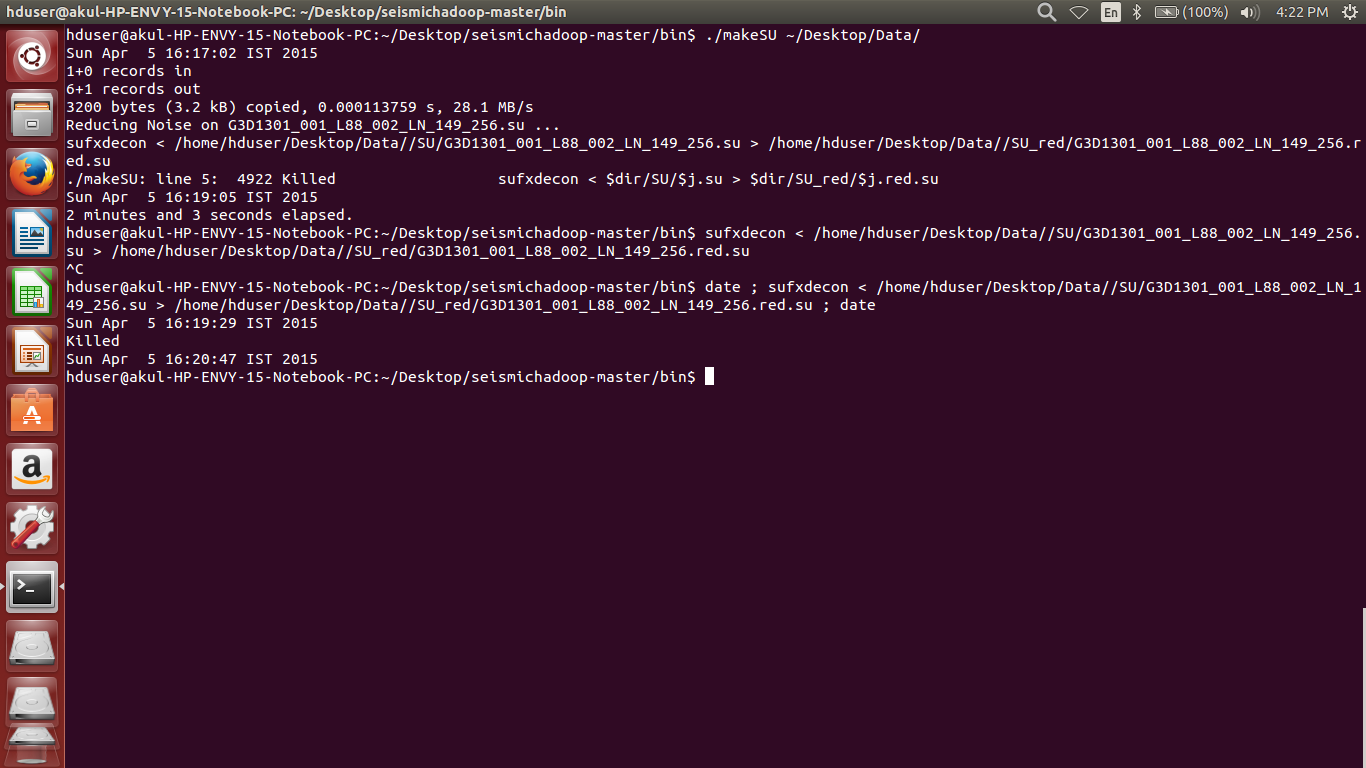 hduser@akul-HP-ENVY-15-Notebook-PC: ~/Desktop/seismichadoop-master/bin
En
(100%)
4:22 PM
hduser@akul-HP-ENVY-15-Notebook-PC:~/Desktop/seismichadoop-master/bin$ ./makeSU ~/Desktop/Data/
Sun Apr  5 16:17:02 IST 2015
1+0 records in
6+1 records out
3200 bytes (3.2 kB) copied, 0.000113759 s, 28.1 MB/s
Reducing Noise on G3D1301_001_L88_002_LN_149_256.su ...
sufxdecon < /home/hduser/Desktop/Data//SU/G3D1301_001_L88_002_LN_149_256.su > /home/hduser/Desktop/Data//SU_red/G3D1301_001_L88_002_LN_149_256.r
ed.su
./makeSU: line 5:  4922 Killed                  sufxdecon < $dir/SU/$j.su > $dir/SU_red/$j.red.su
Sun Apr  5 16:19:05 IST 2015
2 minutes and 3 seconds elapsed.
hduser@akul-HP-ENVY-15-Notebook-PC:~/Desktop/seismichadoop-master/bin$ sufxdecon < /home/hduser/Desktop/Data//SU/G3D1301_001_L88_002_LN_149_256.
su > /home/hduser/Desktop/Data//SU_red/G3D1301_001_L88_002_LN_149_256.red.su
^C
hduser@akul-HP-ENVY-15-Notebook-PC:~/Desktop/seismichadoop-master/bin$ date ; sufxdecon < /home/hduser/Desktop/Data//SU/G3D1301_001_L88_002_LN_1
49_256.su > /home/hduser/Desktop/Data//SU_red/G3D1301_001_L88_002_LN_149_256.red.su ; date
Sun Apr  5 16:19:29 IST 2015
Killed
Sun Apr  5 16:20:47 IST 2015
hduser@akul-HP-ENVY-15-Notebook-PC:~/Desktop/seismichadoop-master/bin$